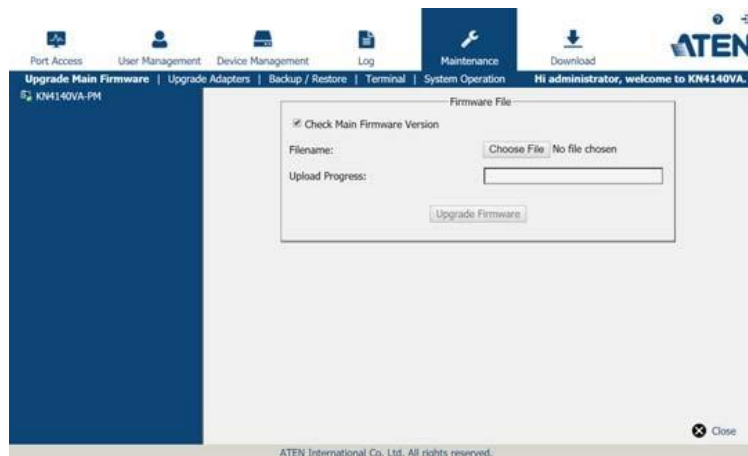 ATEN
Port Access
User Management
Device Management
Log
Maintenance
Download
Upgrade Main Firmware | Upgrade Adapters | Backup / Restore | Terminal | System Operation
Hi administrator, welcome to KN4140VA.
KN4140VA-PM
Firmware File
Check Main Firmware Version
Filename:
Choose File No file chosen
Upload Progress:
Upgrade Firmware
Close
ATEN International Co. Ltd. All rights reserved.